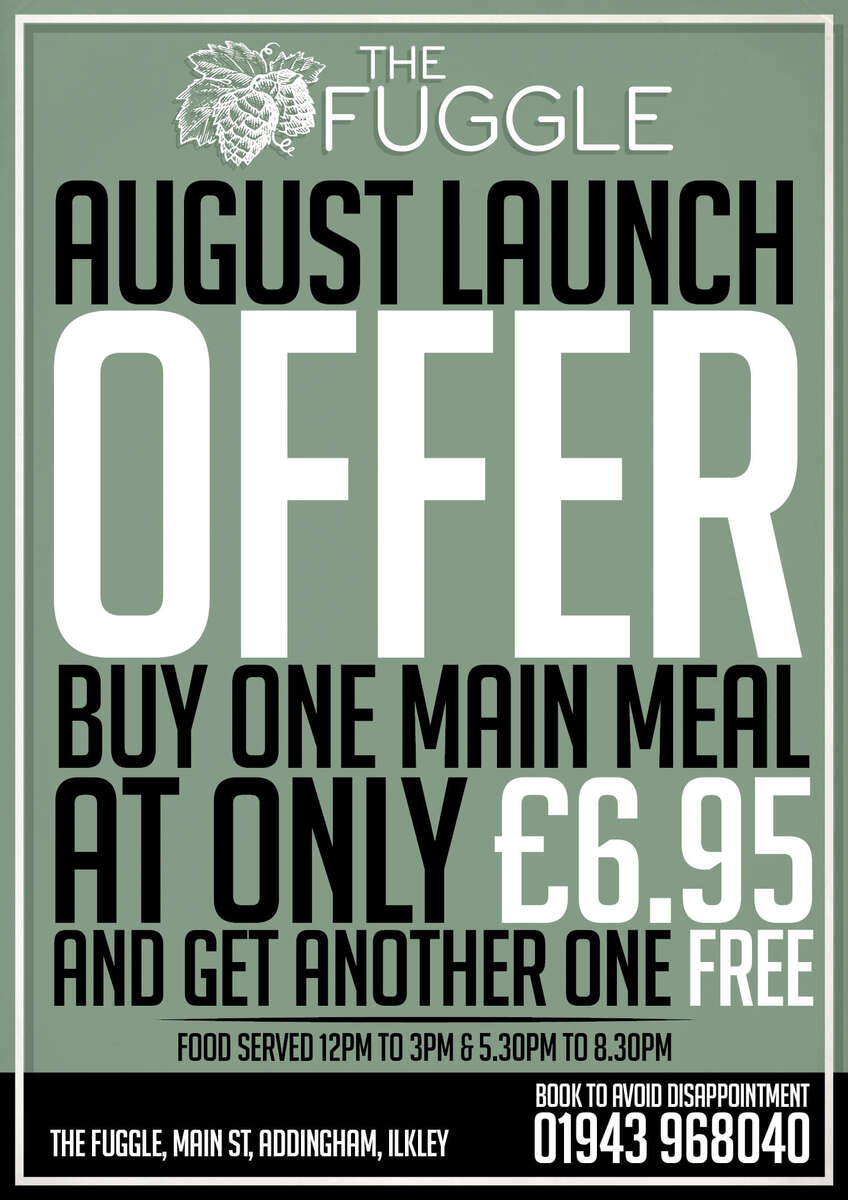 THE
FUGGLE
AUGUST LAUNCH
OFFER
BUY ONE MAIN MEAL
AT ONLY £6.95
AND GET ANOTHER ONE FREE
FOOD SERVED 12PM TO 3PM & 5.30PM TO 8.30PM
BOOK TO AVOID DISAPPOINTMENT
01943 968040
THE FUGGLE, MAIN ST, ADDINGHAM, ILKLEY